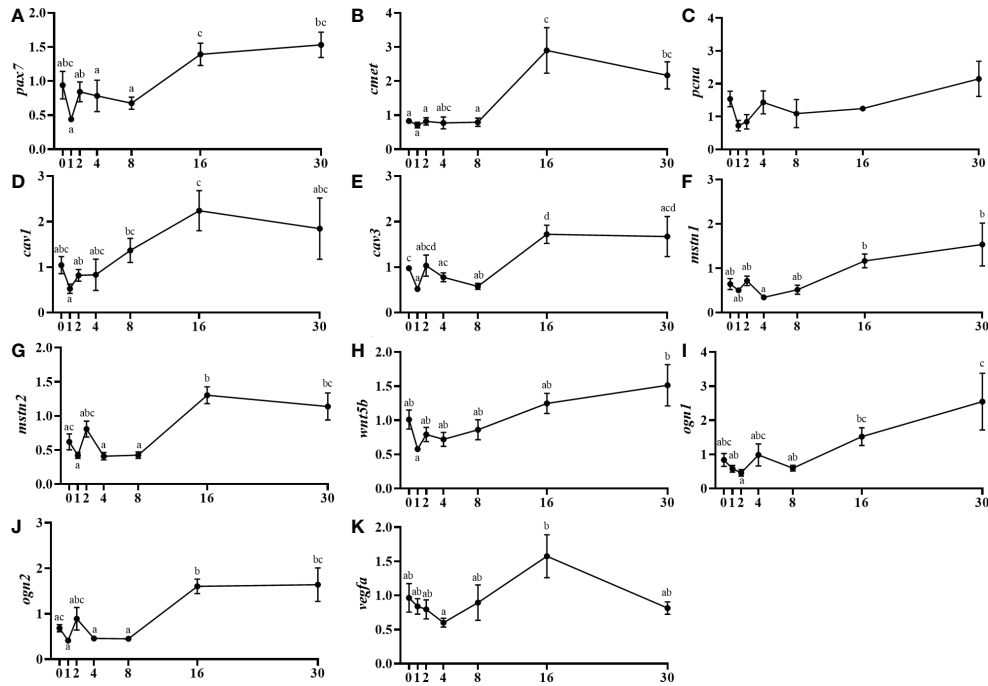 A
pax7
2.0
1.5
1.0
0.5
0.0
abc a ab a a c bc
0 1 2 4 8 16 30
B
cmet
4
3
2
1
0
a a a abc a c bc
0 1 2 4 8 16 30
C
pcna
4
3
2
1
0
0 1 2 4 8 16 30
D
cav1
3
2
1
0
abc a ab abc bc c abc
0 1 2 4 8 16 30
E
cav3
3
2
1
0
c a abcd ac ab d acd
0 1 2 4 8 16 30
F
mstn1
3
2
1
0
ab ab ab a ab b b
0 1 2 4 8 16 30
G
mstn2
2.0
1.5
1.0
0.5
0.0
ac a abc a a b bc
0 1 2 4 8 16 30
H
wnt5b
2.0
1.5
1.0
0.5
0.0
ab a ab ab ab ab b
0 1 2 4 8 16 30
I
ogn1
4
3
2
1
0
abc ab a abc ab bc c
0 1 2 4 8 16 30
J
ogn2
3
2
1
0
ac a abc a a b bc
0 1 2 4 8 16 30
K
vegfa
2.0
1.5
1.0
0.5
0.0
ab ab ab a ab b ab
0 1 2 4 8 16 30